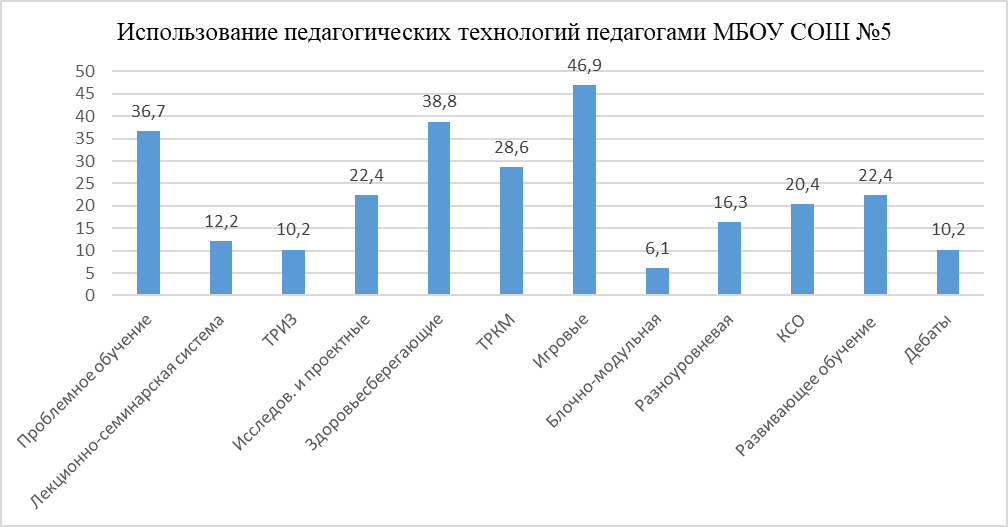 Использование педагогических технологий педагогами МБОУ СОШ №5
50
45
40
35
30
25
20
15
10
5
0
36,7
12,2
10,2
22,4
38,8
28,6
46,9
6,1
16,3
20,4
22,4
10,2
Проблемное обучение
Лекционно-семинарская система
ТРИЗ
Исследов. и проектные
Здоровьесберегающие
ТРКМ
Игровые
Блочно-модульная
Разноуровневая
КСО
Развивающее обучение
Дебаты